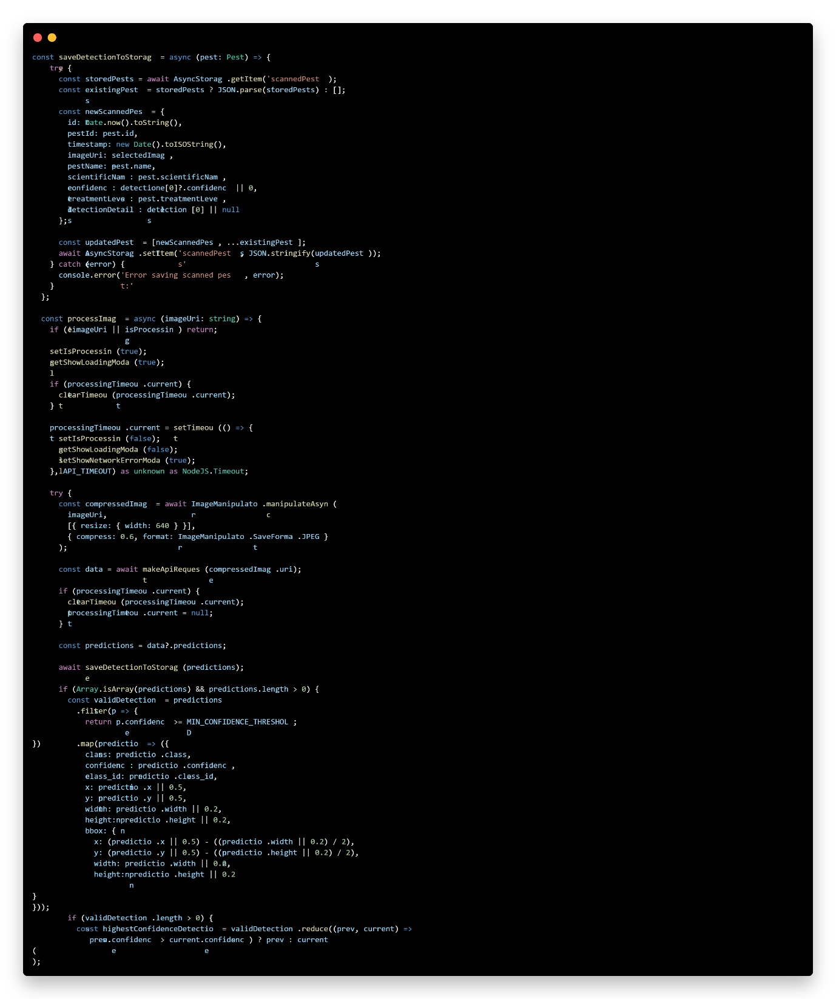 const saveDetectionToStorag  = async (pest: Pest) => {
    try {
      const storedPests = await AsyncStorag .getItem('scannedPest  );
      const existingPest  = storedPests ? JSON.parse(storedPests) : [];
            s
      const newScannedPes  = {
        id: Date.now().toString(),
        pestId: pest.id,
        timestamp: new Date().toISOString(),
        imageUri: selectedImag ,
        pestName: pest.name,
        scientificNam : pest.scientificNam ,
        confidenc : detections[0]?.confidenc  || 0,
        treatmentLeve : pest.treatmentLeve ,
        detectionDetail : detection [0] || null
      };s                 s

      const updatedPest  = [newScannedPes , ...existingPest ];
      await AsyncStorag .setItem('scannedPest  , JSON.stringify(updatedPest ));
    } catch (error) {            s'                             s
      console.error('Error saving scanned pes   , error);
    }               t:'
  };

  const processImag  = async (imageUri: string) => {
    if (!imageUri || isProcessin ) return;
                     g
    setIsProcessin (true);
    setShowLoadingModa (true);
    l
    if (processingTimeou .current) {
      clearTimeou (processingTimeou .current);
    } t            t

    processingTimeou .current = setTimeou (() => {
    t setIsProcessin (false);   t
      setShowLoadingModa (false);
      setShowNetworkErrorModa (true);
    },lAPI_TIMEOUT) as unknown as NodeJS.Timeout;

    try {
      const compressedImag  = await ImageManipulato .manipulateAsyn (
        imageUri,                   r                c
        [{ resize: { width: 640 } }],
        { compress: 0.6, format: ImageManipulato .SaveForma .JPEG }
      );                         r                t

      const data = await makeApiReques (compressedImag .uri);
                         t              e
      if (processingTimeou .current) {
        clearTimeou (processingTimeou .current);
        processingTimeou .current = null;
      } t

      const predictions = data?.predictions;

      await saveDetectionToStorag (predictions);
            e
      if (Array.isArray(predictions) && predictions.length > 0) {
        const validDetection  = predictions
          .filter(p => {
            return p.confidenc  >= MIN_CONFIDENCE_THRESHOL ;
                     e             D
})        .map(predictio  => ({
            class: predictio .class,
            confidenc : predictio .confidenc ,
            class_id: predictio .class_id,
            x: predictio .x || 0.5,
            y: predictio .y || 0.5,
            width: predictio .width || 0.2,
            height:npredictio .height || 0.2,
            bbox: { n
              x: (predictio .x || 0.5) - ((predictio .width || 0.2) / 2),
              y: (predictio .y || 0.5) - ((predictio .height || 0.2) / 2),
              width: predictio .width || 0.2,
              height:npredictio .height || 0.2
                      n
}
}));
        if (validDetection .length > 0) {
          const highestConfidenceDetectio  = validDetection .reduce((prev, current) =>
             prev.confidenc  > current.confidenc ) ? prev : current
(                 e                    e
);